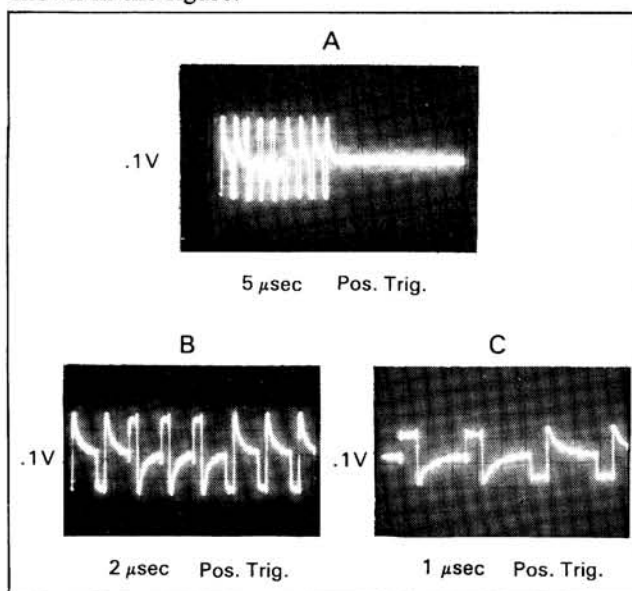 A
.1V
5 μsec Pos. Trig.
B
C
.1V
.1V
2 μsec Pos. Trig.
1 μsec Pos. Trig.